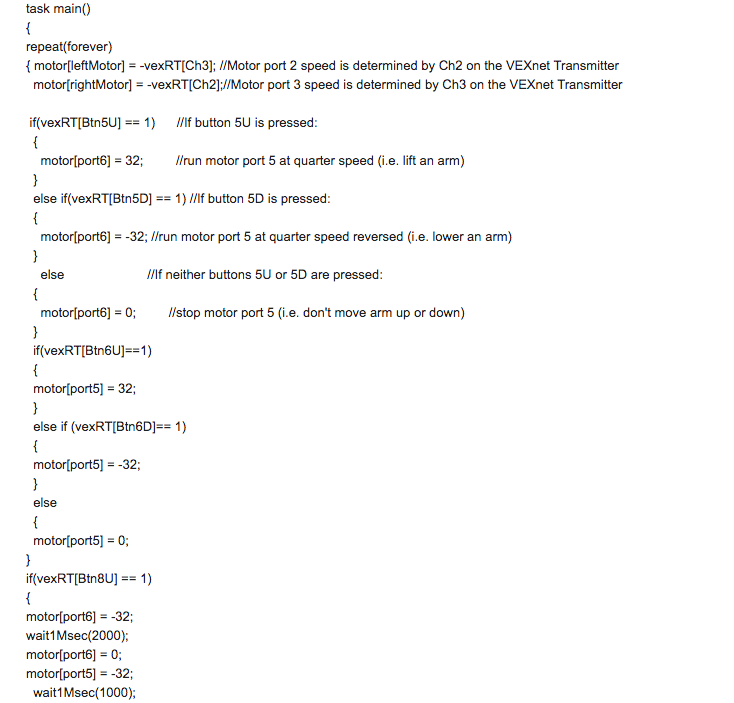 task main()
{
repeat(forever)
{ motor[leftMotor] = -vexRT[Ch3]; //Motor port 2 speed is determined by Ch2 on the VEXnet Transmitter
motor[rightMotor] = -vexRT[Ch2];//Motor port 3 speed is determined by Ch3 on the VEXnet Transmitter
if(vexRT[Btn5U] == 1) //If button 5U is pressed:
{
motor[port6] = 32; //run motor port 5 at quarter speed (i.e. lift an arm)
}
else if(vexRT[Btn5D] == 1) //If button 5D is pressed:
{
motor[port6] = -32; //run motor port 5 at quarter speed reversed (i.e. lower an arm)
}
else //If neither buttons 5U or 5D are pressed:
{
motor[port6] = 0; //stop motor port 5 (i.e. don't move arm up or down)
}
if(vexRT[Btn6U]==1)
{
motor[port5] = 32;
}
else if (vexRT[Btn6D]== 1)
{
motor[port5] = -32;
}
else
{
motor[port5] = 0;
}
if(vexRT[Btn8U] == 1)
{
motor[port6] = -32;
wait1Msec(2000);
motor[port6] = 0;
motor[port5] = -32;
wait1Msec(1000);